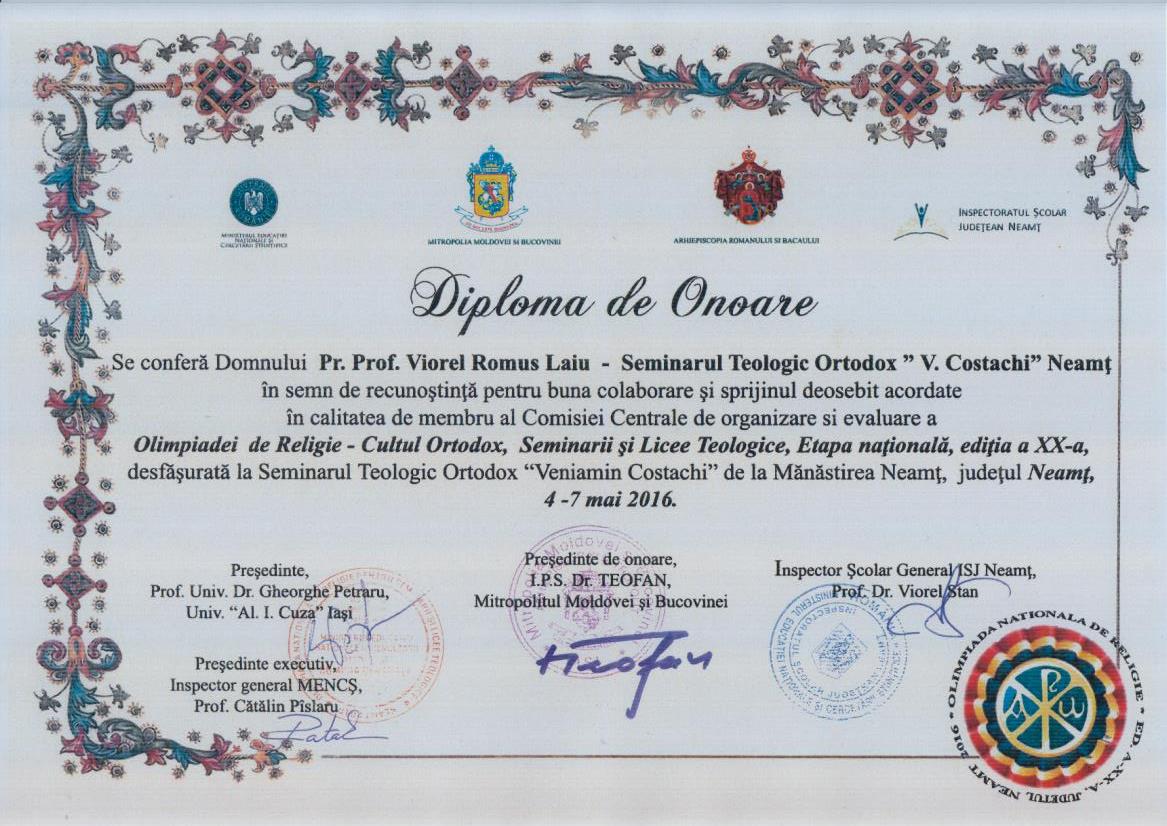 MINISTERUL EDUCAȚIEI
NAȚIONALE ȘI
CERCETĂRII ȘTIINȚIFICE
MITROPOLIA MOLDOVEI SI BUCOVINEI
ARHIEPISCOPIA ROMANULUI SI BACAULUI
INSPECTORATUL ȘCOLAR
JUDEȚEAN NEAMȚ
Diploma de Onoare
Se conferă Domnului Pr. Prof. Viorel Romus Laiu - Seminarul Teologic Ortodox ” V. Costachi” Neamț
în semn de recunoștință pentru buna colaborare și sprijinul deosebit acordate
în calitatea de membru al Comisiei Centrale de organizare si evaluare a
Olimpiadei de Religie - Cultul Ortodox, Seminarii și Licee Teologice, Etapa națională, ediția a XX-a,
desfășurată la Seminarul Teologic Ortodox “Veniamin Costachi” de la Mănăstirea Neamț, județul Neamț,
4 -7 mai 2016.
Președinte,
Prof. Univ. Dr. Gheorghe Petraru,
Univ. “Al. I. Cuza” Iași
Președinte executiv,
Inspector general MENCȘ,
Prof. Cătălin Pîslaru
Președinte de onoare,
I.P.S. Dr. TEOFAN,
Mitropolitul Moldovei și Bucovinei
Inspector Școlar General ISJ Neamț,
Prof. Dr. Viorel Stan
OLIMPIADA NATIONALA DE RELIGIE - ED. A-XX-A, JUDETUL NEAMT 2016